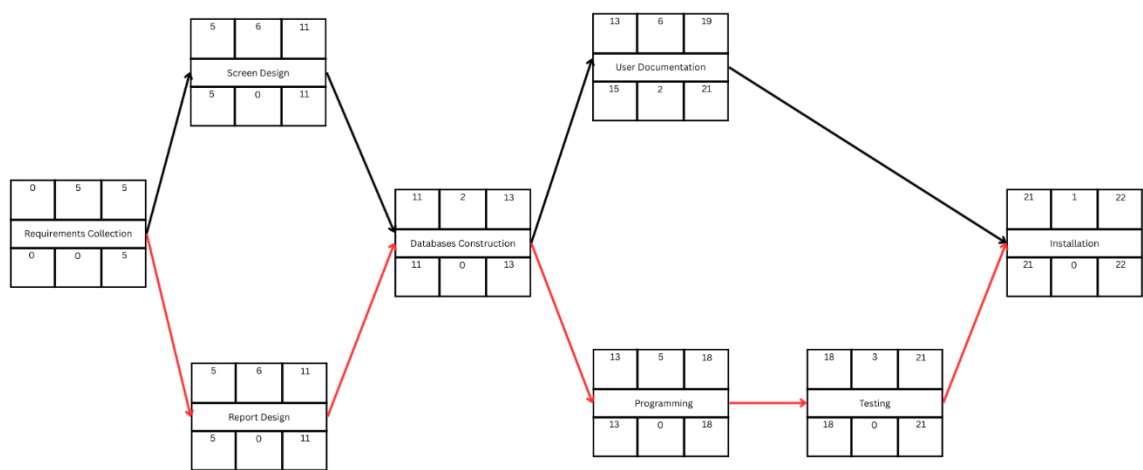 5 6 11
Screen Design
5 0 11
13 6 19
User Documentation
15 2 21
0 5 5
Requirements Collection
0 0 5
11 2 13
Databases Construction
11 0 13
21 1 22
Installation
21 0 22
5 6 11
Report Design
5 0 11
13 5 18
Programming
13 0 18
18 3 21
Testing
18 0 21